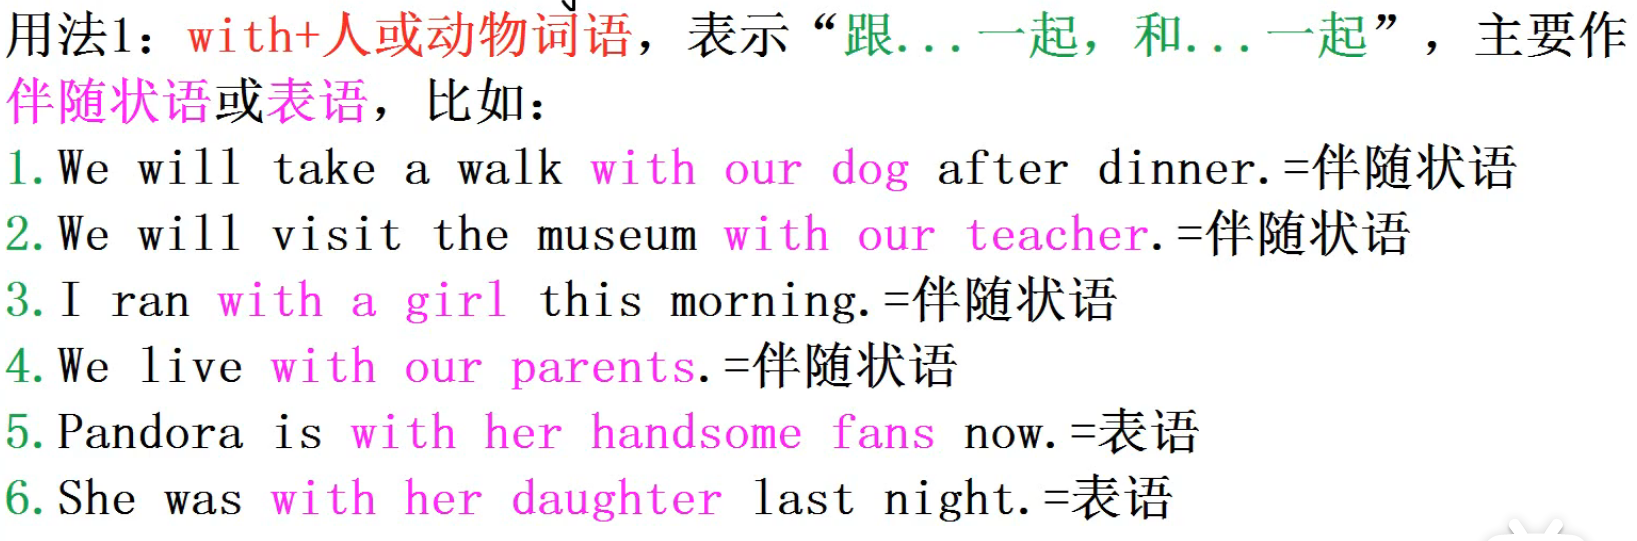 用法1：with+人或动物词语，表示“跟...一起，和...一起”，主要作
伴随状语或表语，比如：
1.We will take a walk with our dog after dinner.=伴随状语
2.We will visit the museum with our teacher.=伴随状语
3.I ran with a girl this morning.=伴随状语
4.We live with our parents.=伴随状语
5.Pandora is with her handsome fans now.=表语
6.She was with her daughter last night.=表语